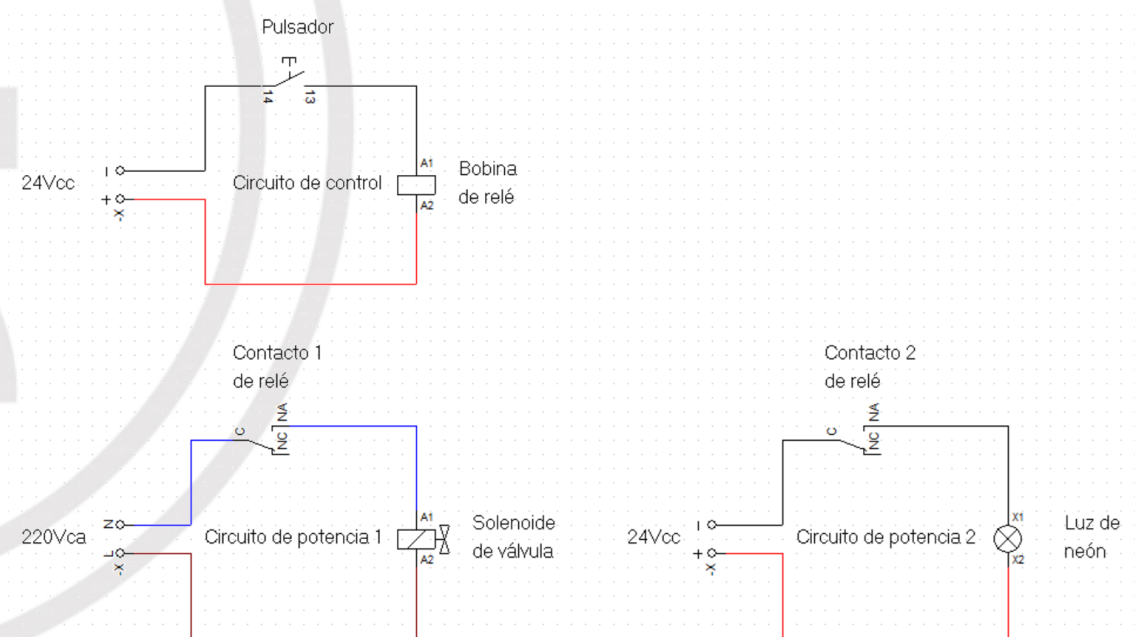 Pulsador
14
13
24Vcc
-
+
-X
Circuito de control
A1
A2
Bobina
de relé
Contacto 1
de relé
C
NA
NC
220Vca
N
L
-X
Circuito de potencia 1
A1
A2
Solenoide
de válvula
Contacto 2
de relé
C
NA
NC
24Vcc
-
+
-X
Circuito de potencia 2
X1
X2
Luz de
neón